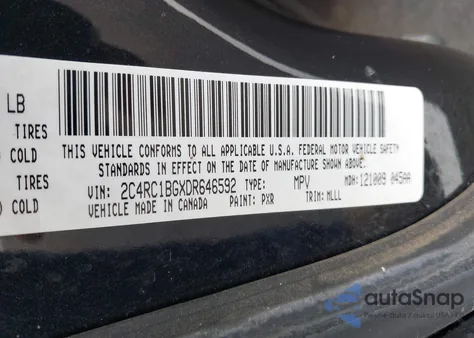 LB
TIRES
COLD
TIRES
COLD
THIS VEHICLE CONFORMS TO ALL APPLICABLE U.S.A. FEDERAL MOTOR VEHICLE SAFETY
STANDARDS IN EFFECT ON THE DATE OF MANUFACTURE SHOWN ABOVE.
VIN: 2C4RC1BGXDR646592 TYPE: MPV MDH: 121009 045AA
VEHICLE MADE IN CANADA PAINT: PXR TRIM: MLLL
autoSnap